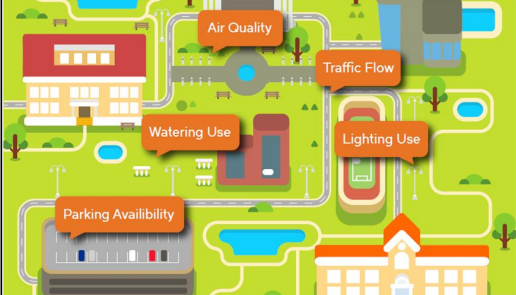 Air Quality
Traffic Flow
Watering Use
Lighting Use
Parking Availibility